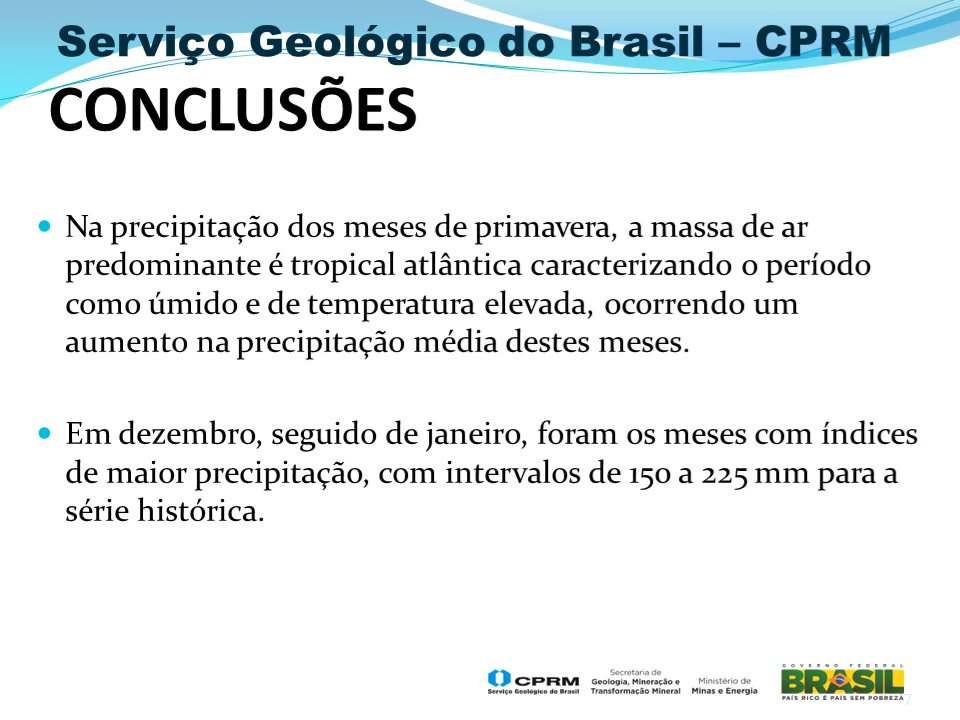 Serviço Geológico do Brasil – CPRM
CONCLUSÕES
Na precipitação dos meses de primavera, a massa de ar
predominante é tropical atlântica caracterizando o período
como úmido e de temperatura elevada, ocorrendo um
aumento na precipitação média destes meses.
Em dezembro, seguido de janeiro, foram os meses com índices
de maior precipitação, com intervalos de 150 a 225 mm para a
série histórica.
CPRM
Serviço Geológico do Brasil
Secretaria de
Geologia, Mineração e
Transformação Mineral
Ministério de
Minas e Energia
GOVERNO FEDERAL
BRASIL
PAÍS RICO É PAÍS SEM POBREZA